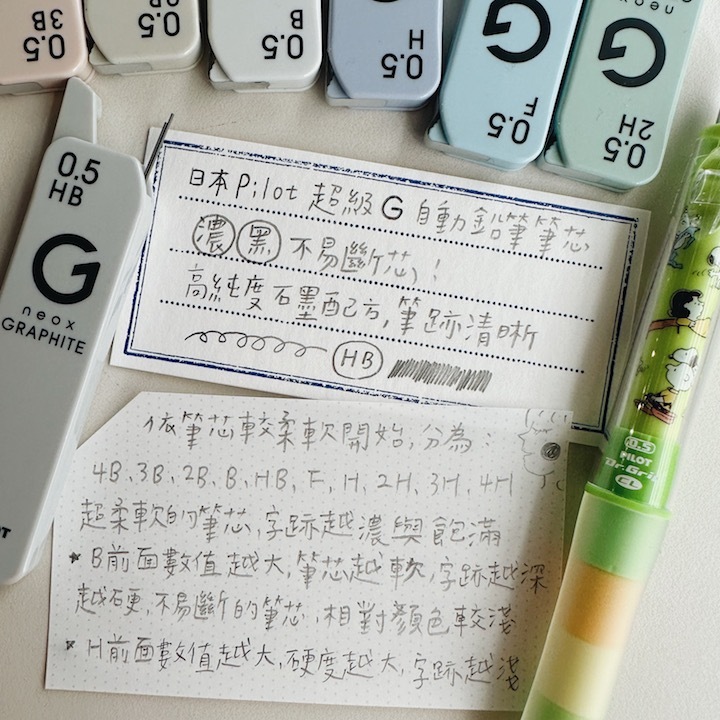 0.5
3B
0.5
2B
0.5
B
0.5
H
G
0.5
F
neox
G
0.5
2H
0.5
HB
G
neox
GRAPHITE
日本Pilot 超級G 自動鉛筆筆芯
濃黑不易斷芯!
高純度石墨配方,筆跡清晰
HB
依筆芯較柔軟開始,分為:
4B、3B、2B、B、HB、F、H、2H、3H、4H
超柔軟的筆芯,字跡越濃與飽滿
★ B前面數值越大,筆芯越軟,字跡越深
越硬,不易斷的筆芯,相對顏色較淺
★ H前面數值越大,硬度越大,字跡越淺
0.5
PILOT
Dr.Grip
CL